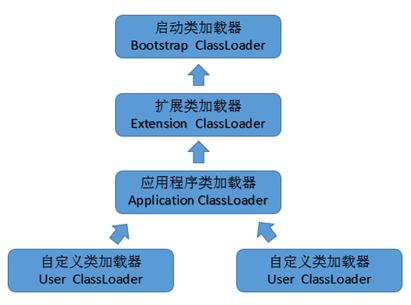 启动类加载器
Bootstrap ClassLoader
扩展类加载器
Extension ClassLoader
应用程序类加载器
Application ClassLoader
自定义类加载器
User ClassLoader
自定义类加载器
User ClassLoader